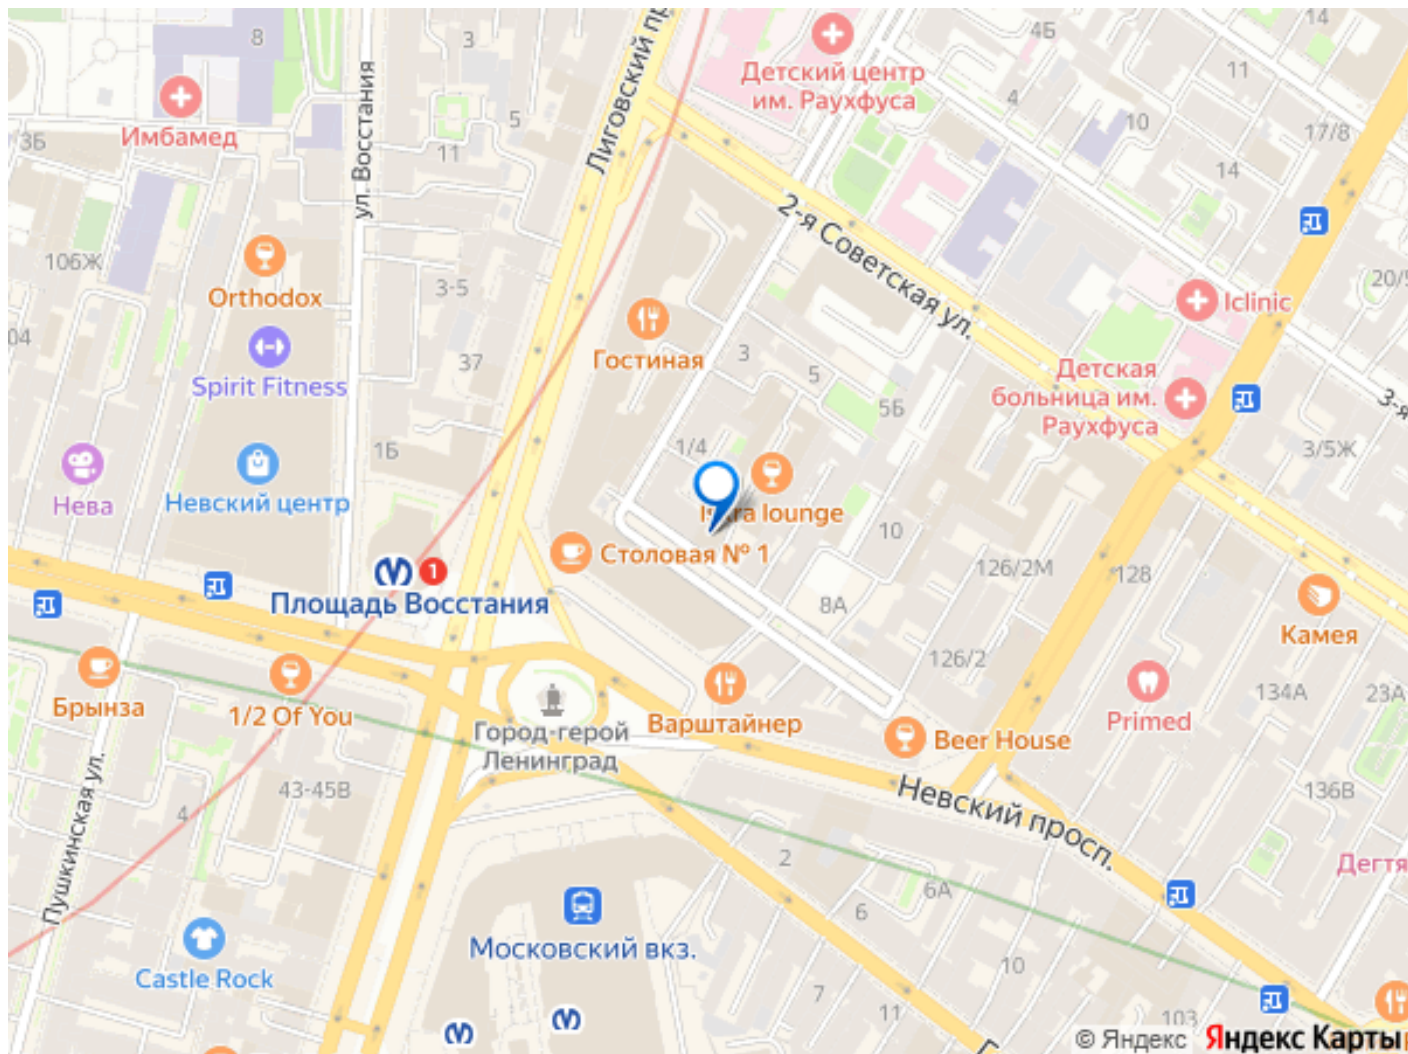 8
3
Лиговский пр
Детский центр
им. Раухфуса
4Б
14
11
4
10
17/8
14
Имбамед
3Б
ул. Восстания
5
11
2-я Советская ул.
106Ж
Orthodox
3-5
20/5
Iclinic
04
Spirit Fitness
37
Гостиная
3
5
5Б
Детская
больница им.
Раухфуса
3-я
3/5Ж
1Б
1/4
Нева
Невский центр
Iskra lounge
10
Столовая № 1
126/2М
128
1
Площадь Восстания
8А
Камея
126/2
Брынза
1/2 Of You
Варштайнер
134А
23А
Primed
Город-герой
Ленинград
Beer House
Пушкинская ул.
43-45В
4
Невский просп.
136В
2
6А
6
Дегтя
Московский вкз.
Castle Rock
10
7
11
103
© Яндекс Яндекс Карты